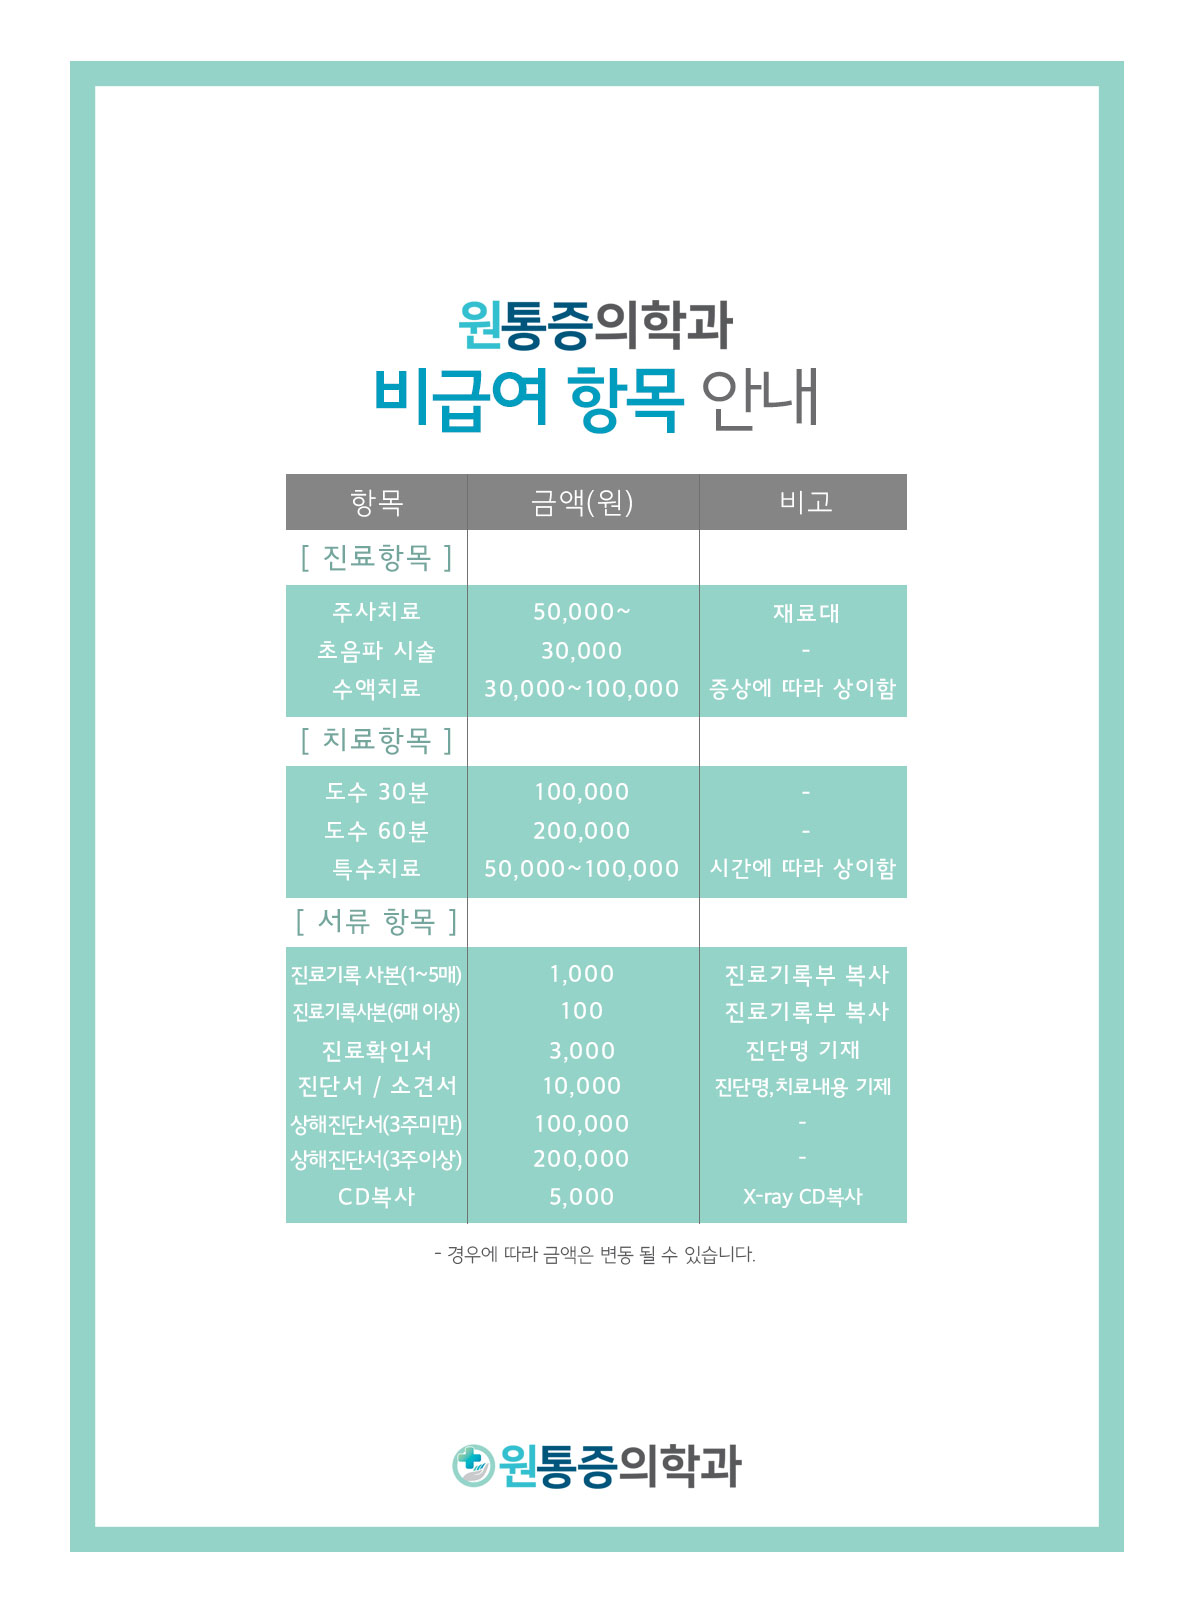 원통증의학과
비급여 항목 안내
항목 금액(원) 비고
[ 진료항목 ]
주사치료 50,000~ 재료대
초음파 시술 30,000 -
수액치료 30,000~100,000 증상에 따라 상이함
[ 치료항목 ]
도수 30분 100,000 -
도수 60분 200,000 -
특수치료 50,000~100,000 시간에 따라 상이함
[ 서류 항목 ]
진료기록 사본(1~5매) 1,000 진료기록부 복사
진료기록사본(6매 이상) 100 진료기록부 복사
진료확인서 3,000 진단명 기재
진단서 / 소견서 10,000 진단명,치료내용 기제
상해진단서(3주미만) 100,000 -
상해진단서(3주이상) 200,000 -
CD복사 5,000 X-ray CD복사
- 경우에 따라 금액은 변동 될 수 있습니다.
원통증의학과